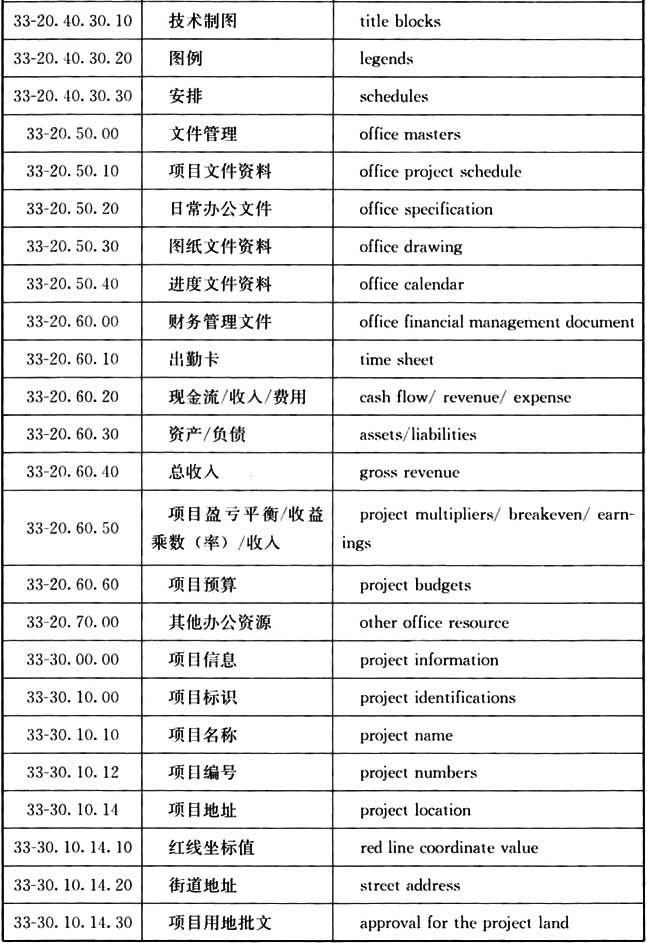 33-20.40.30.10 技术制图 title blocks
33-20.40.30.20 图例 legends
33-20.40.30.30 安排 schedules
33-20.50.00 文件管理 office masters
33-20.50.10 项目文件资料 office project schedule
33-20.50.20 日常办公文件 office specification
33-20.50.30 图纸文件资料 office drawing
33-20.50.40 进度文件资料 office calendar
33-20.60.00 财务管理文件 office financial management document
33-20.60.10 出勤卡 time sheet
33-20.60.20 现金流/收入/费用 cash flow/ revenue/ expense
33-20.60.30 资产/负债 assets/liabilities
33-20.60.40 总收入 gross revenue
33-20.60.50 项目盈亏平衡/收益 project multipliers/ breakeven/ earn-
乘数（率）/收入 ings
33-20.60.60 项目预算 project budgets
33-20.70.00 其他办公资源 other office resource
33-30.00.00 项目信息 project information
33-30.10.00 项目标识 project identifications
33-30.10.10 项目名称 project name
33-30.10.12 项目编号 project numbers
33-30.10.14 项目地址 project location
33-30.10.14.10 红线坐标值 red line coordinate value
33-30.10.14.20 街道地址 street address
33-30.10.14.30 项目用地批文 approval for the project land